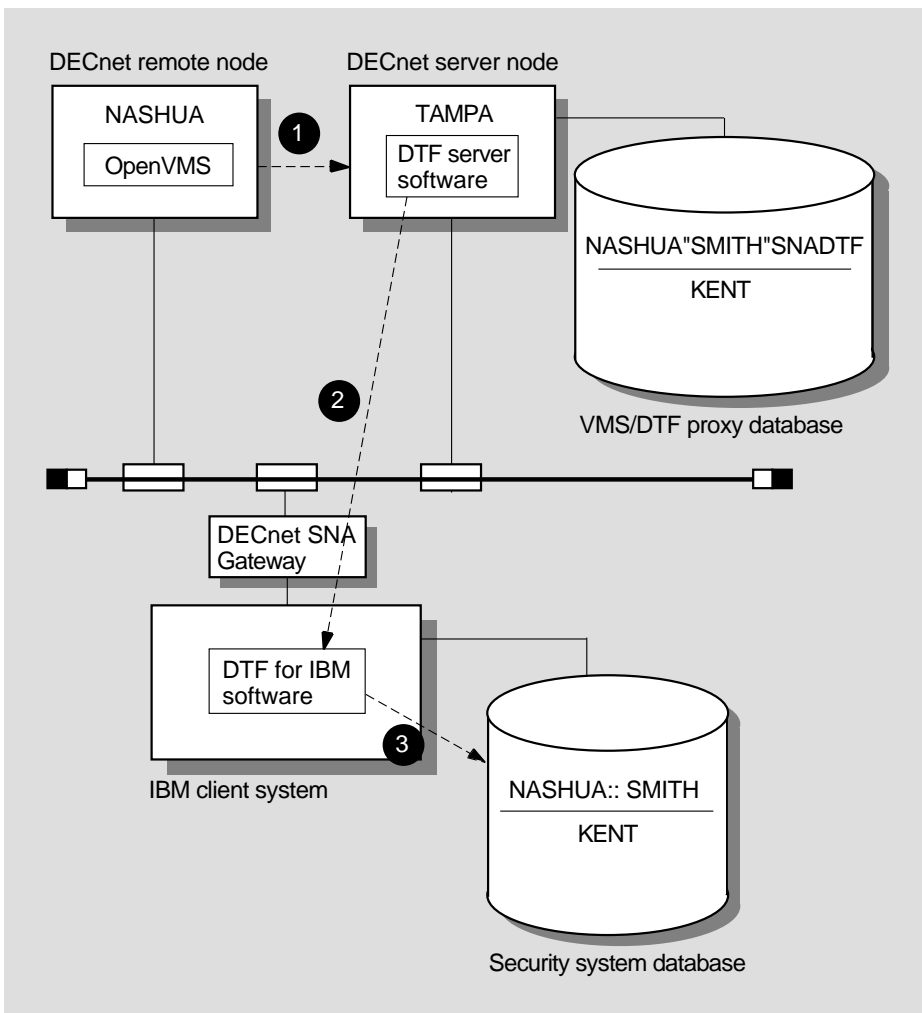 DECnet remote node
DECnet server node
NASHUA
OpenVMS
1
TAMPA
DTF server
software
NASHUA"SMITH"SNADTF
KENT
2
VMS/DTF proxy database
DECnet SNA
Gateway
DTF for IBM
software
3
IBM client system
NASHUA:: SMITH
KENT
Security system database